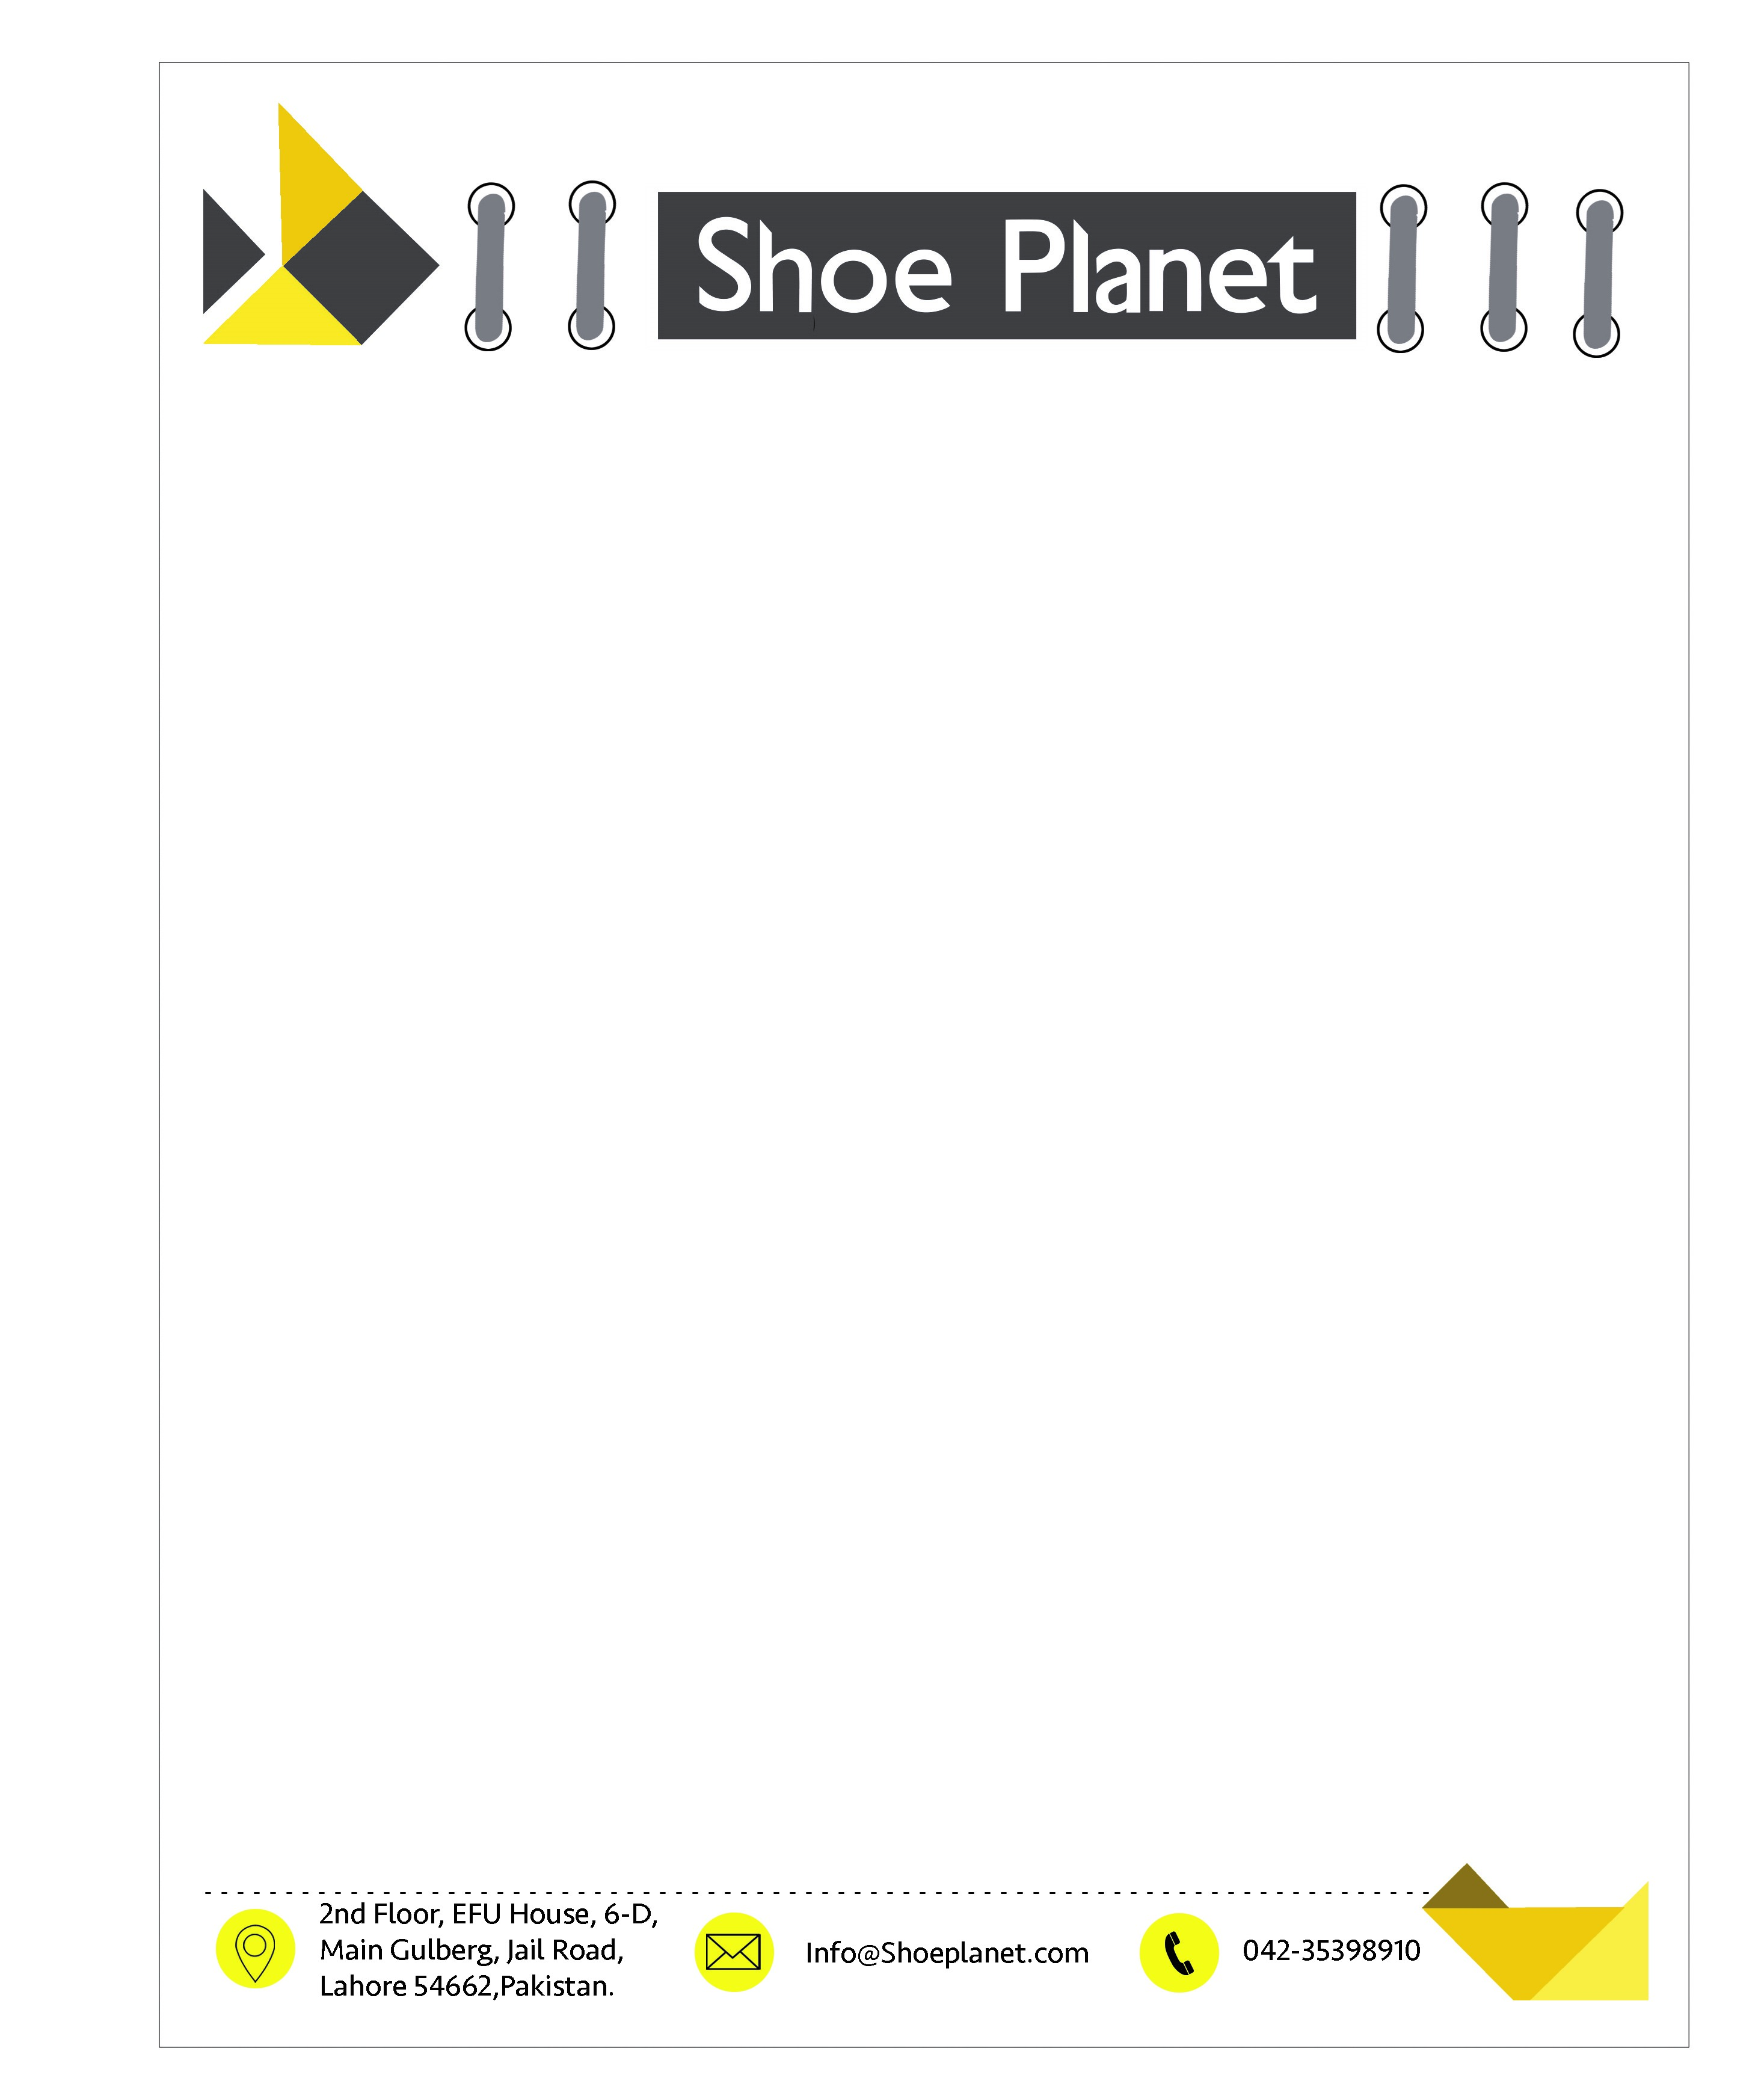 Shoe Planet
2nd Floor, EFU House, 6-D,
Main Gulberg, Jail Road,
Lahore 54662,Pakistan.
Info@Shoeplanet.com
042-35398910